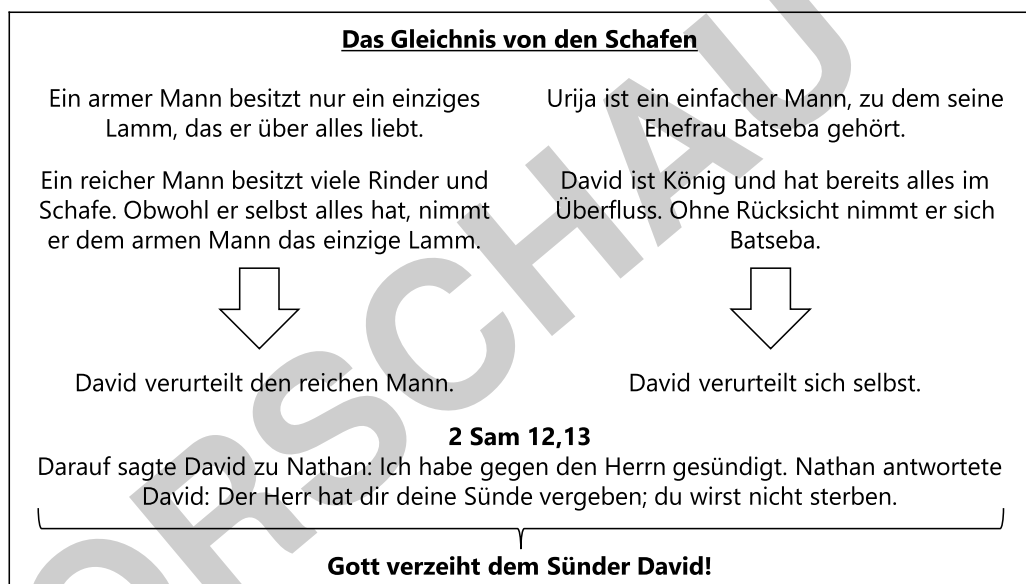 Das Gleichnis von den Schafen
Ein armer Mann besitzt nur ein einziges
Lamm, das er über alles liebt.
Ein reicher Mann besitzt viele Rinder und
Schafe. Obwohl er selbst alles hat, nimmt
er dem armen Mann das einzige Lamm.
David verurteilt den reichen Mann.
Urija ist ein einfacher Mann, zu dem seine
Ehefrau Batseba gehört.
David ist König und hat bereits alles im
Überfluss. Ohne Rücksicht nimmt er sich
Batseba.
David verurteilt sich selbst.
2 Sam 12,13
Darauf sagte David zu Nathan: Ich habe gegen den Herrn gesündigt. Nathan antwortete
David: Der Herr hat dir deine Sünde vergeben; du wirst nicht sterben.
Gott verzeiht dem Sünder David!
ORSCHAU